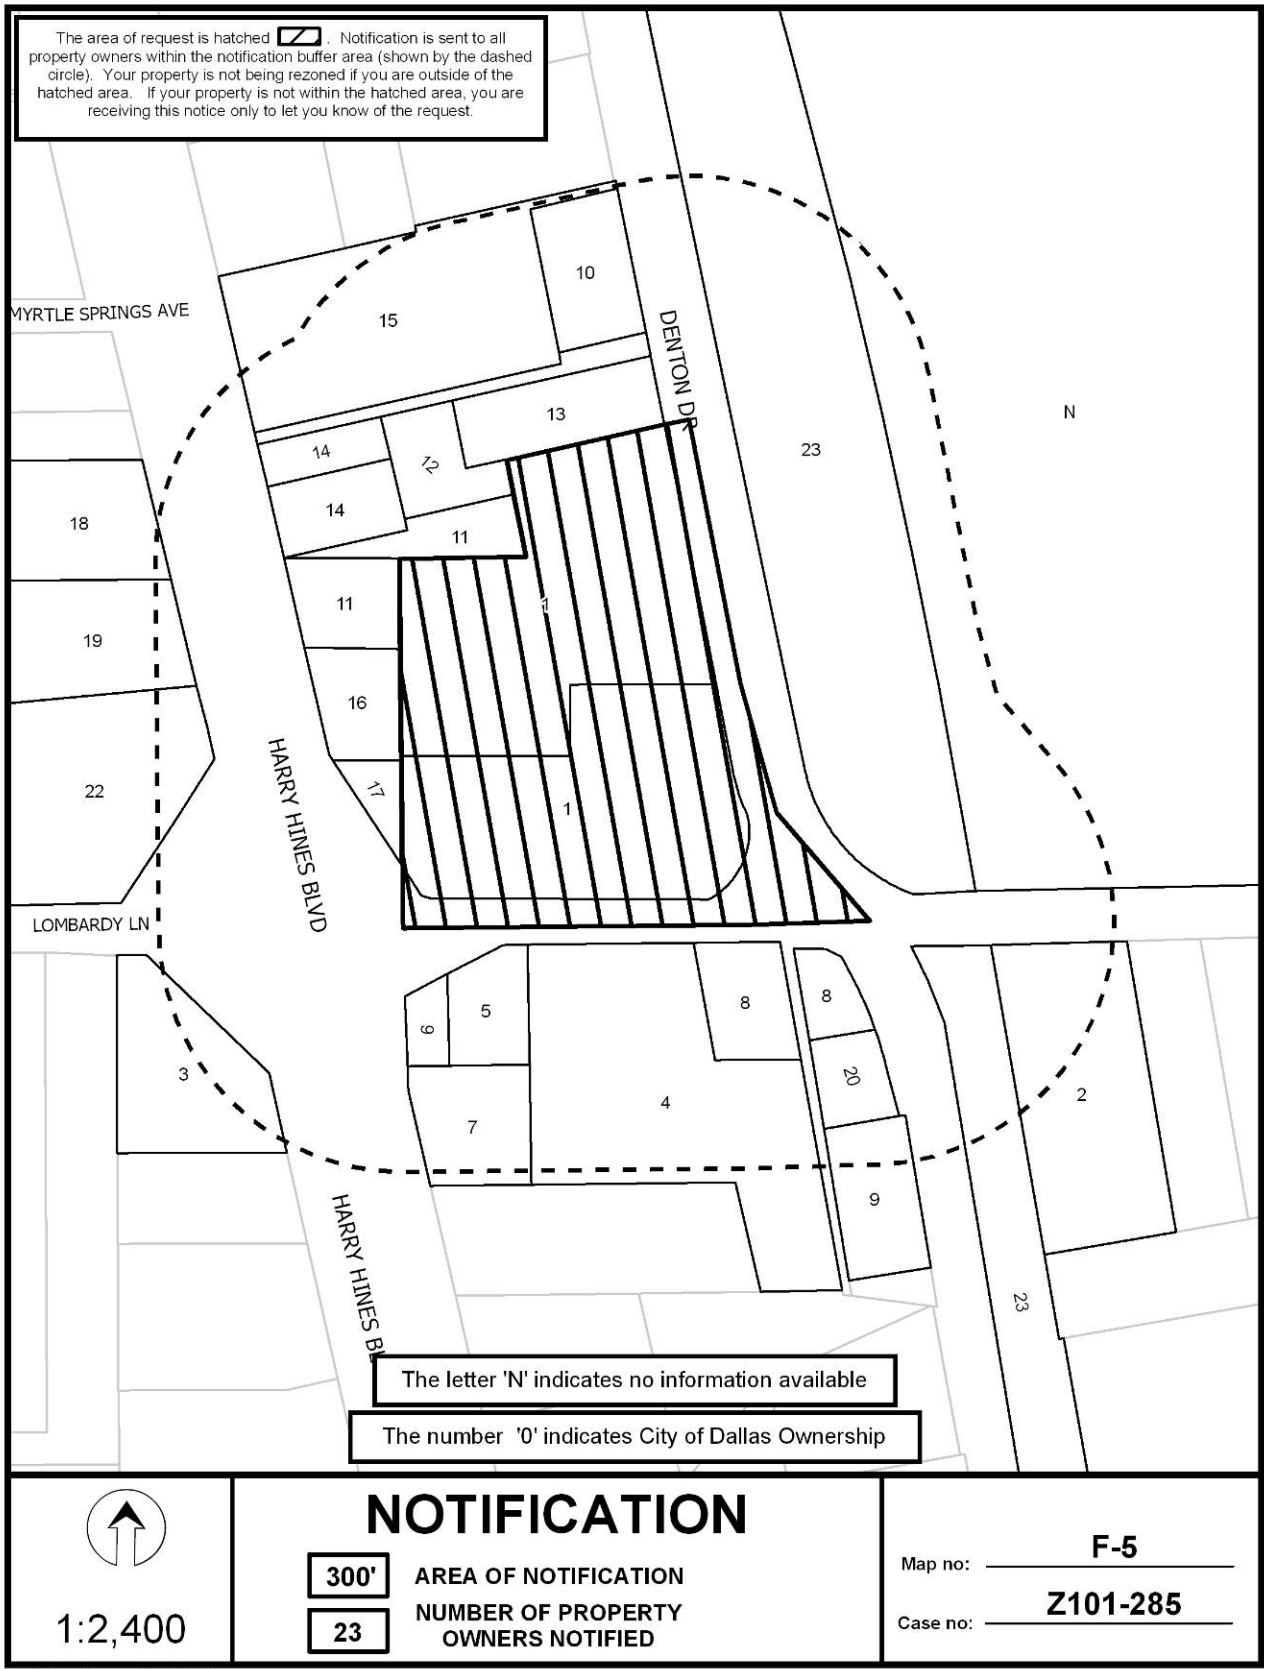 The area of request is hatched . Notification is sent to all
property owners within the notification buffer area (shown by the dashed
circle). Your property is not being rezoned if you are outside of the
hatched area. If your property is not within the hatched area, you are
receiving this notice only to let you know of the request.
10
MYRTLE SPRINGS AVE
15
DENTON DR
13
N
14
12
23
14
18
11
11
1
19
16
HARRY HINES BLVD
22
17
1
LOMBARDY LN
8
8
5
6
3
20
2
4
7
9
HARRY HINES BL
23
The letter 'N' indicates no information available
The number '0' indicates City of Dallas Ownership
NOTIFICATION
300' AREA OF NOTIFICATION
23 NUMBER OF PROPERTY
OWNERS NOTIFIED
1:2,400
Map no: F-5
Case no: Z101-285